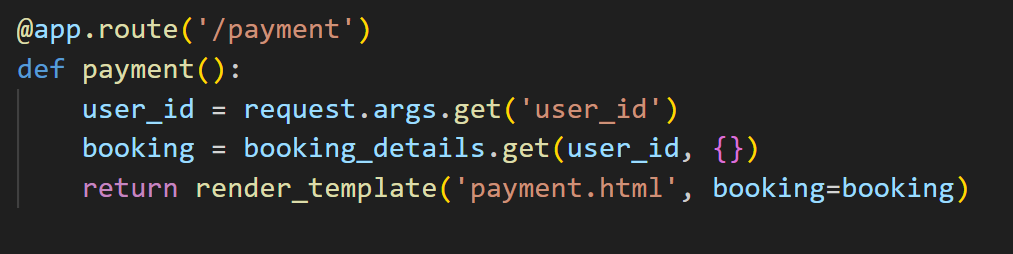 @app.route('/payment')
def payment():
    user_id = request.args.get('user_id')
    booking = booking_details.get(user_id, {})
    return render_template('payment.html', booking=booking)